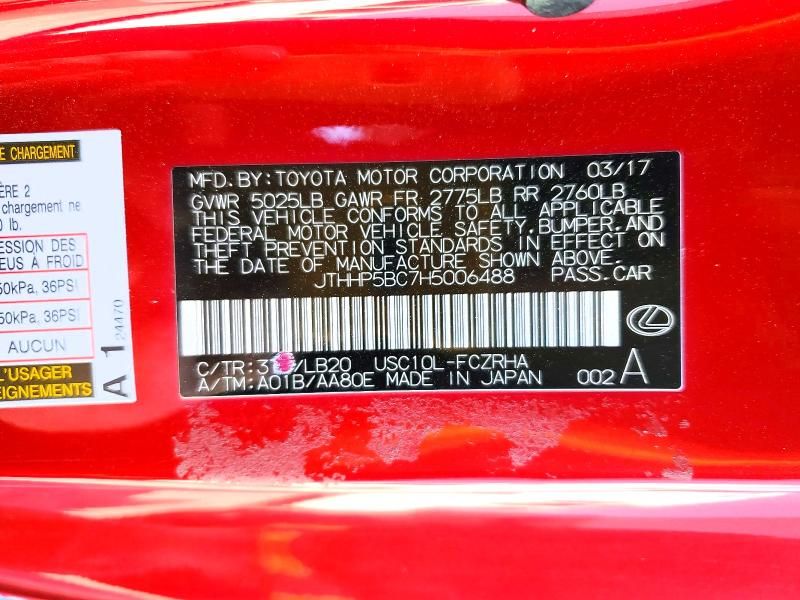 E CHARGEMENT
ÈRE 2
chargement ne
0 lb.
ESSION DES
EUS À FROID
50kPa, 36PSI
50kPa, 36PSI
AUCUN
L'USAGER
EIGNEMENTS
A 1 24470
MFD.BY:TOYOTA MOTOR CORPORATION 03/17
GVWR 5025LB GAWR FR 2775LB RR 2760LB
THIS VEHICLE CONFORMS TO ALL APPLICABLE
FEDERAL MOTOR VEHICLE SAFETY,BUMPER,AND
THEFT PREVENTION STANDARDS IN EFFECT ON
THE DATE OF MANUFACTURE SHOWN ABOVE.
JTHHP5BC7H5006488 PASS.CAR
C/TR: /LB20 USC10L-FCZRHA
A/TM:A01B/AA80E MADE IN JAPAN 002 A